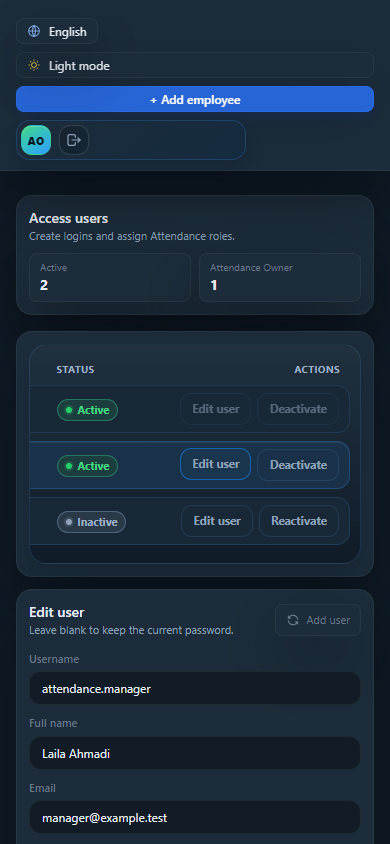 English
Light mode
+ Add employee
AO
Access users
Create logins and assign Attendance roles.
Active
2
Attendance Owner
1
STATUS ACTIONS
Active Edit user Deactivate
Active Edit user Deactivate
Inactive Edit user Reactivate
Edit user
Leave blank to keep the current password.
Add user
Username
attendance.manager
Full name
Laila Ahmadi
Email
manager@example.test